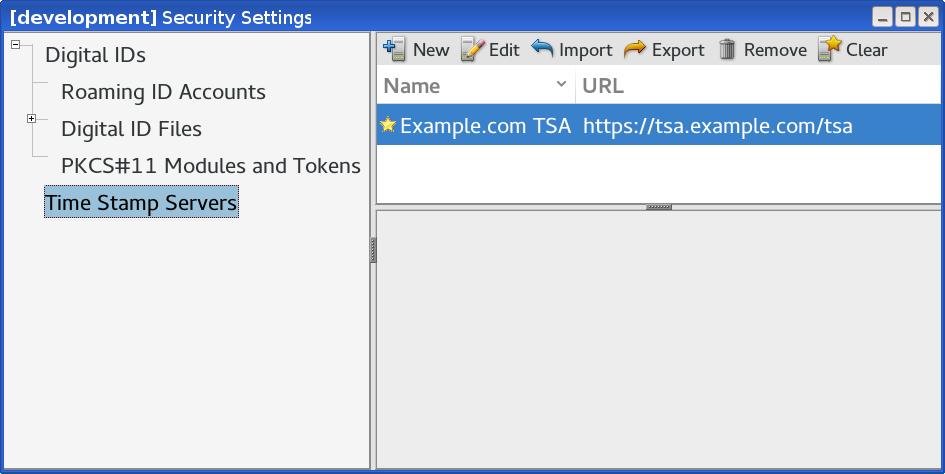 [development] Security Settings
Digital IDs
Roaming ID Accounts
Digital ID Files
PKCS#11 Modules and Tokens
Time Stamp Servers
New Edit Import Export Remove Clear
Name URL
Example.com TSA https://tsa.example.com/tsa